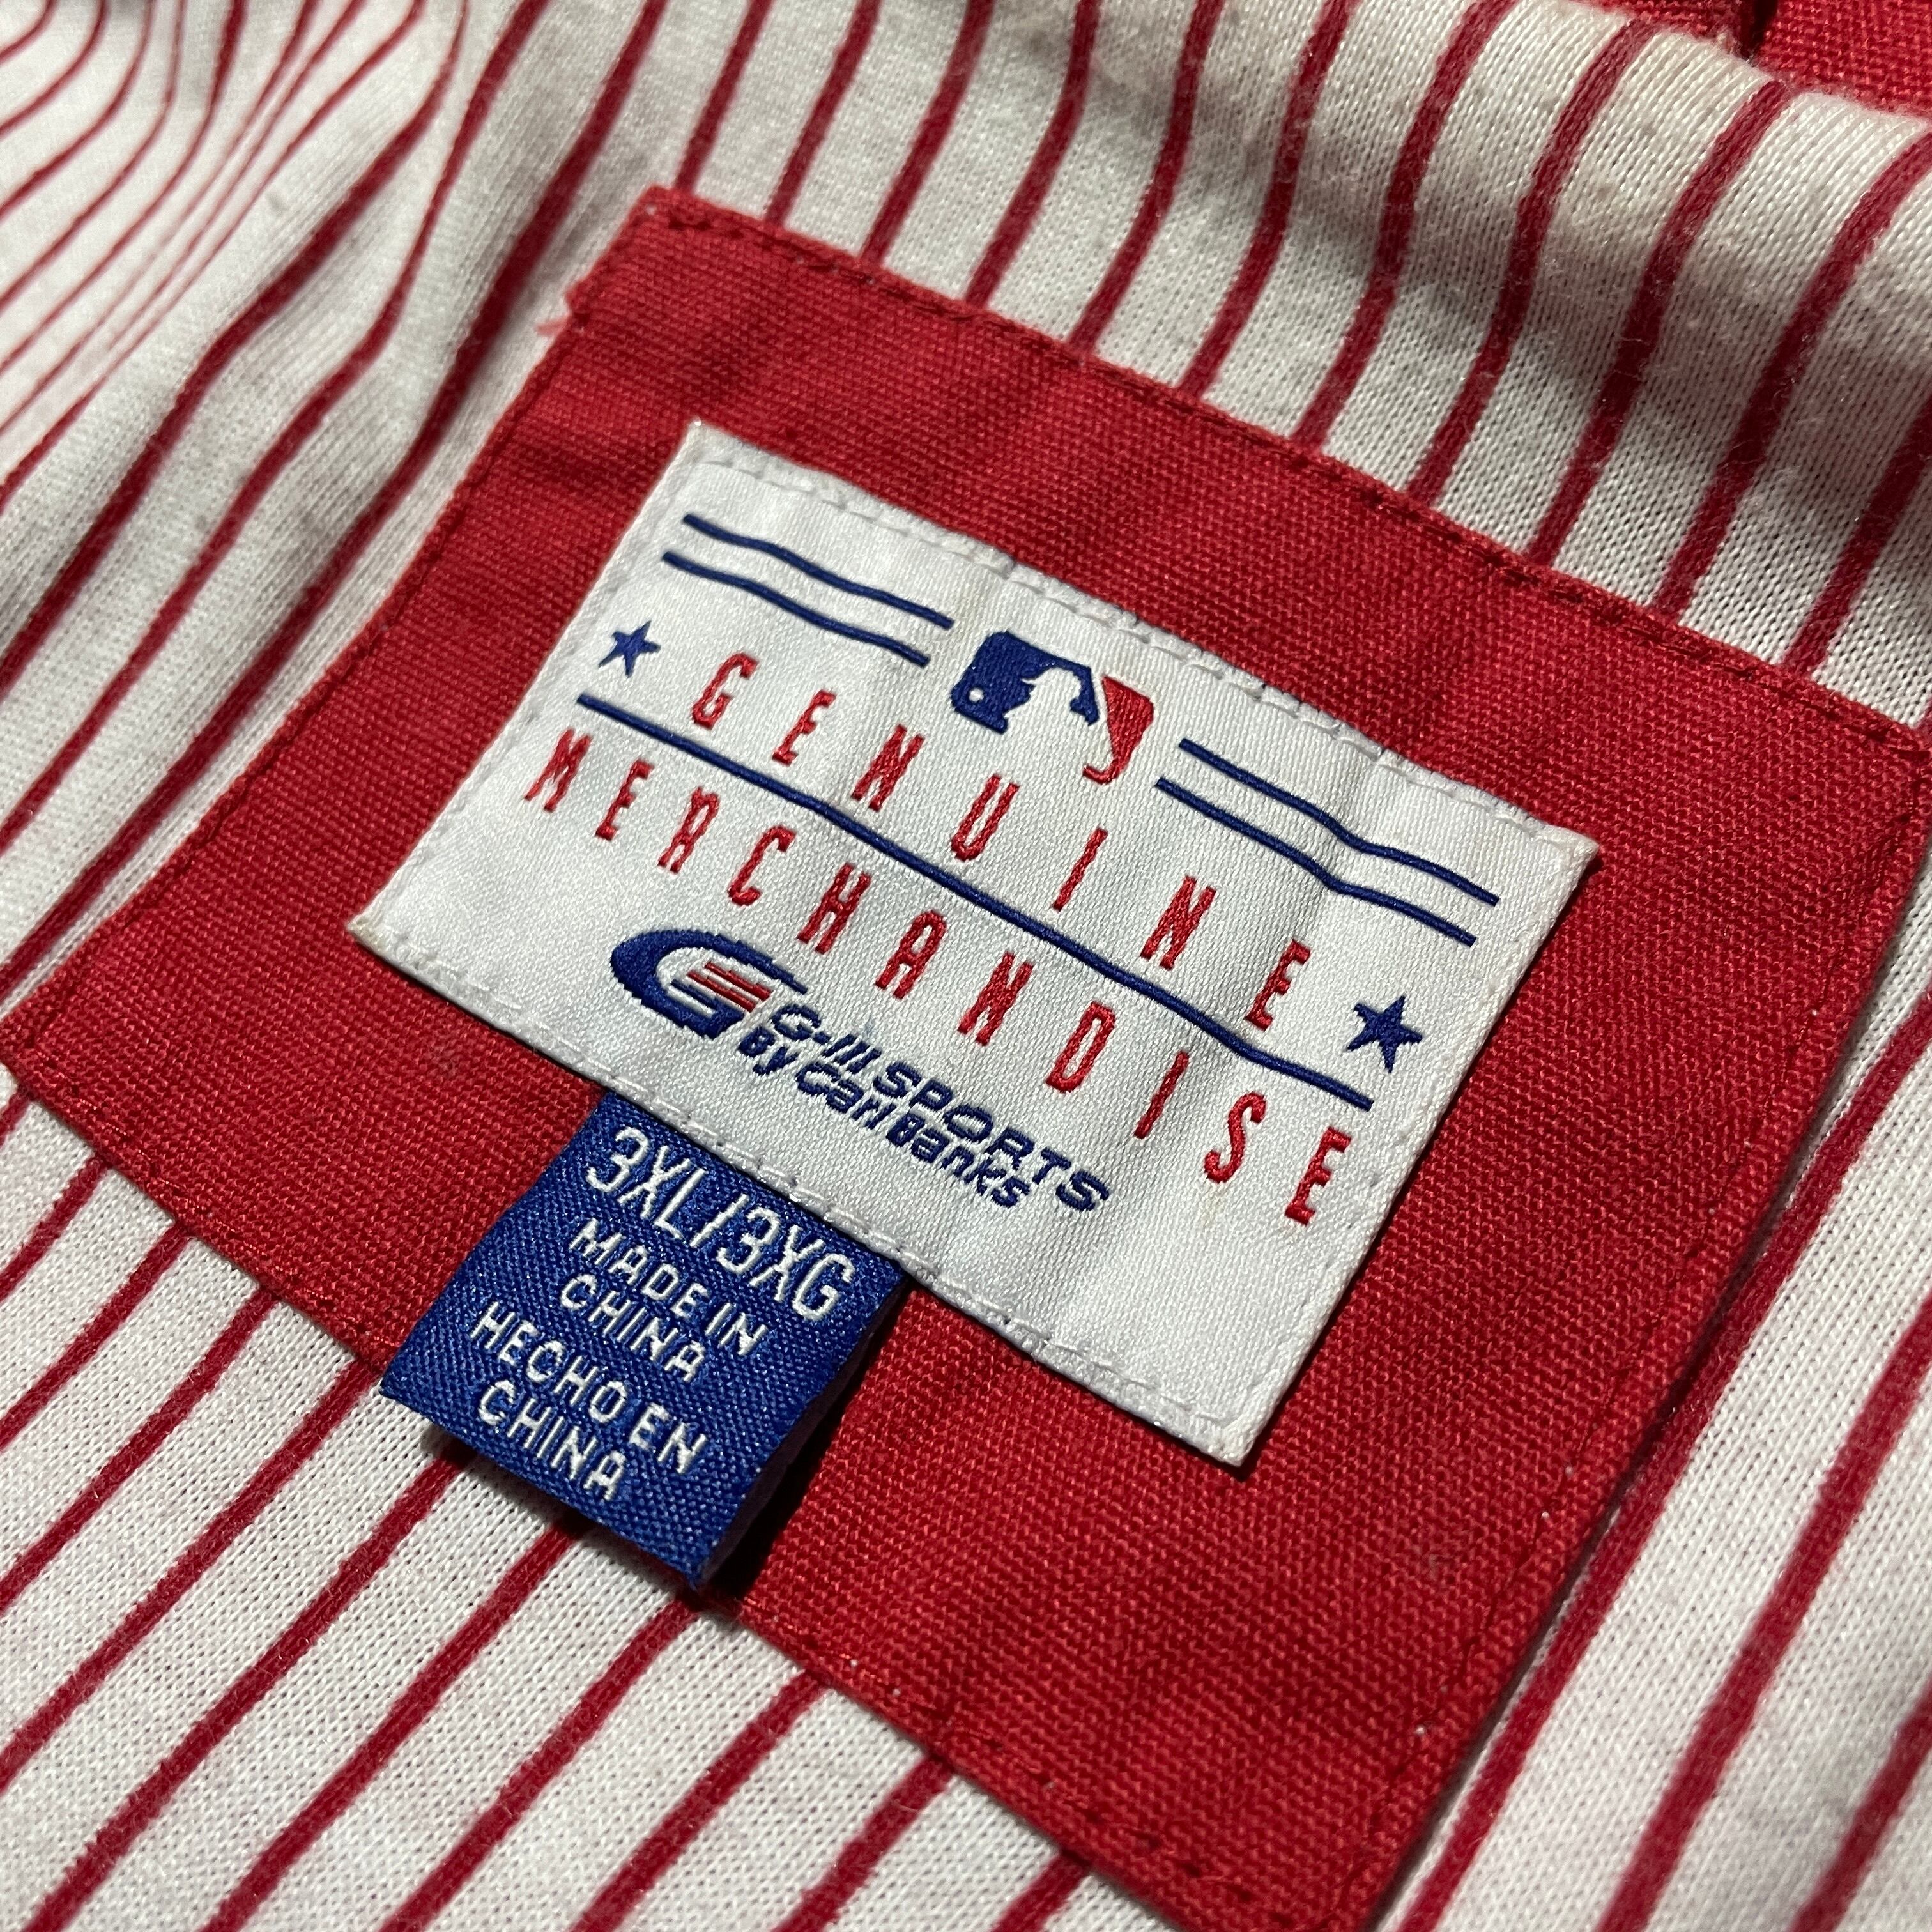 GENUINE
MERCHANDISE
G-III SPORTS
By Carl Banks
3XL/3XG
MADE IN
CHINA
HECHO EN
CHINA